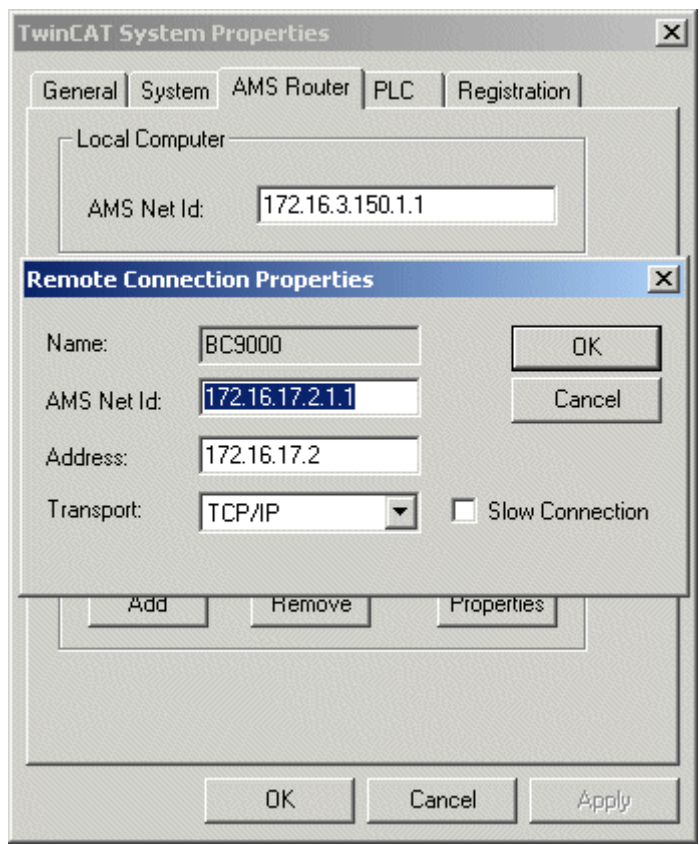 TwinCAT System Properties
General System AMS Router PLC Registration
Local Computer
AMS Net Id: 172.16.3.150.1.1
Remote Connection Properties
Name: BC9000 OK
AMS Net Id: 172.16.17.2.1.1 Cancel
Address: 172.16.17.2
Transport: TCP/IP Slow Connection
Add Remove Properties
OK Cancel Apply